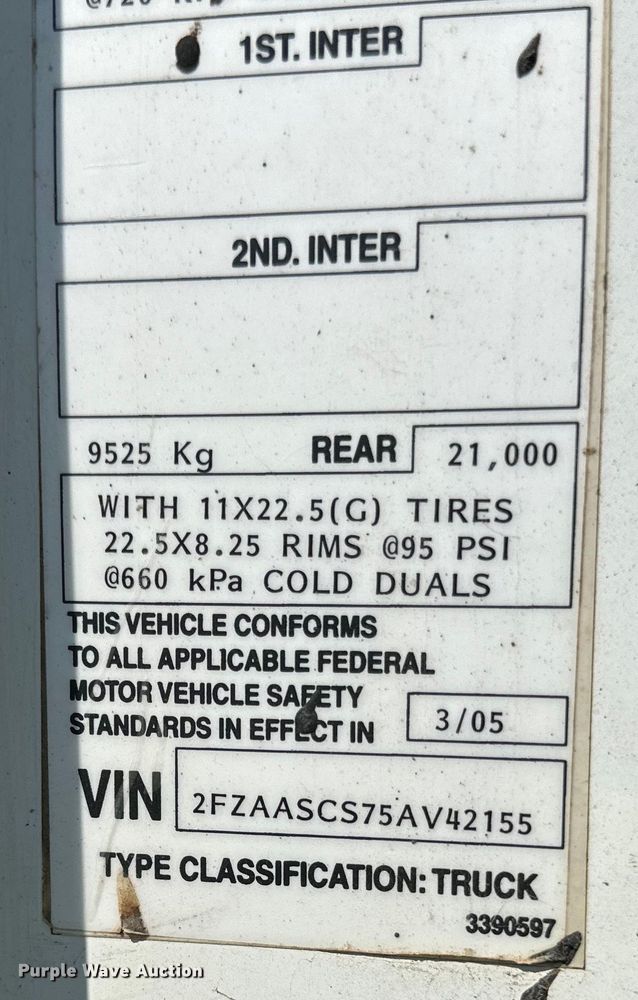 1ST. INTER
2ND. INTER
9525 Kg REAR 21,000
WITH 11X22.5(G) TIRES
22.5X8.25 RIMS @95 PSI
@660 kPa COLD DUALS
THIS VEHICLE CONFORMS
TO ALL APPLICABLE FEDERAL
MOTOR VEHICLE SAFETY
STANDARDS IN EFFECT IN 3/05
VIN 2FZAASCS75AV42155
TYPE CLASSIFICATION: TRUCK
3390597
Purple Wave Auction